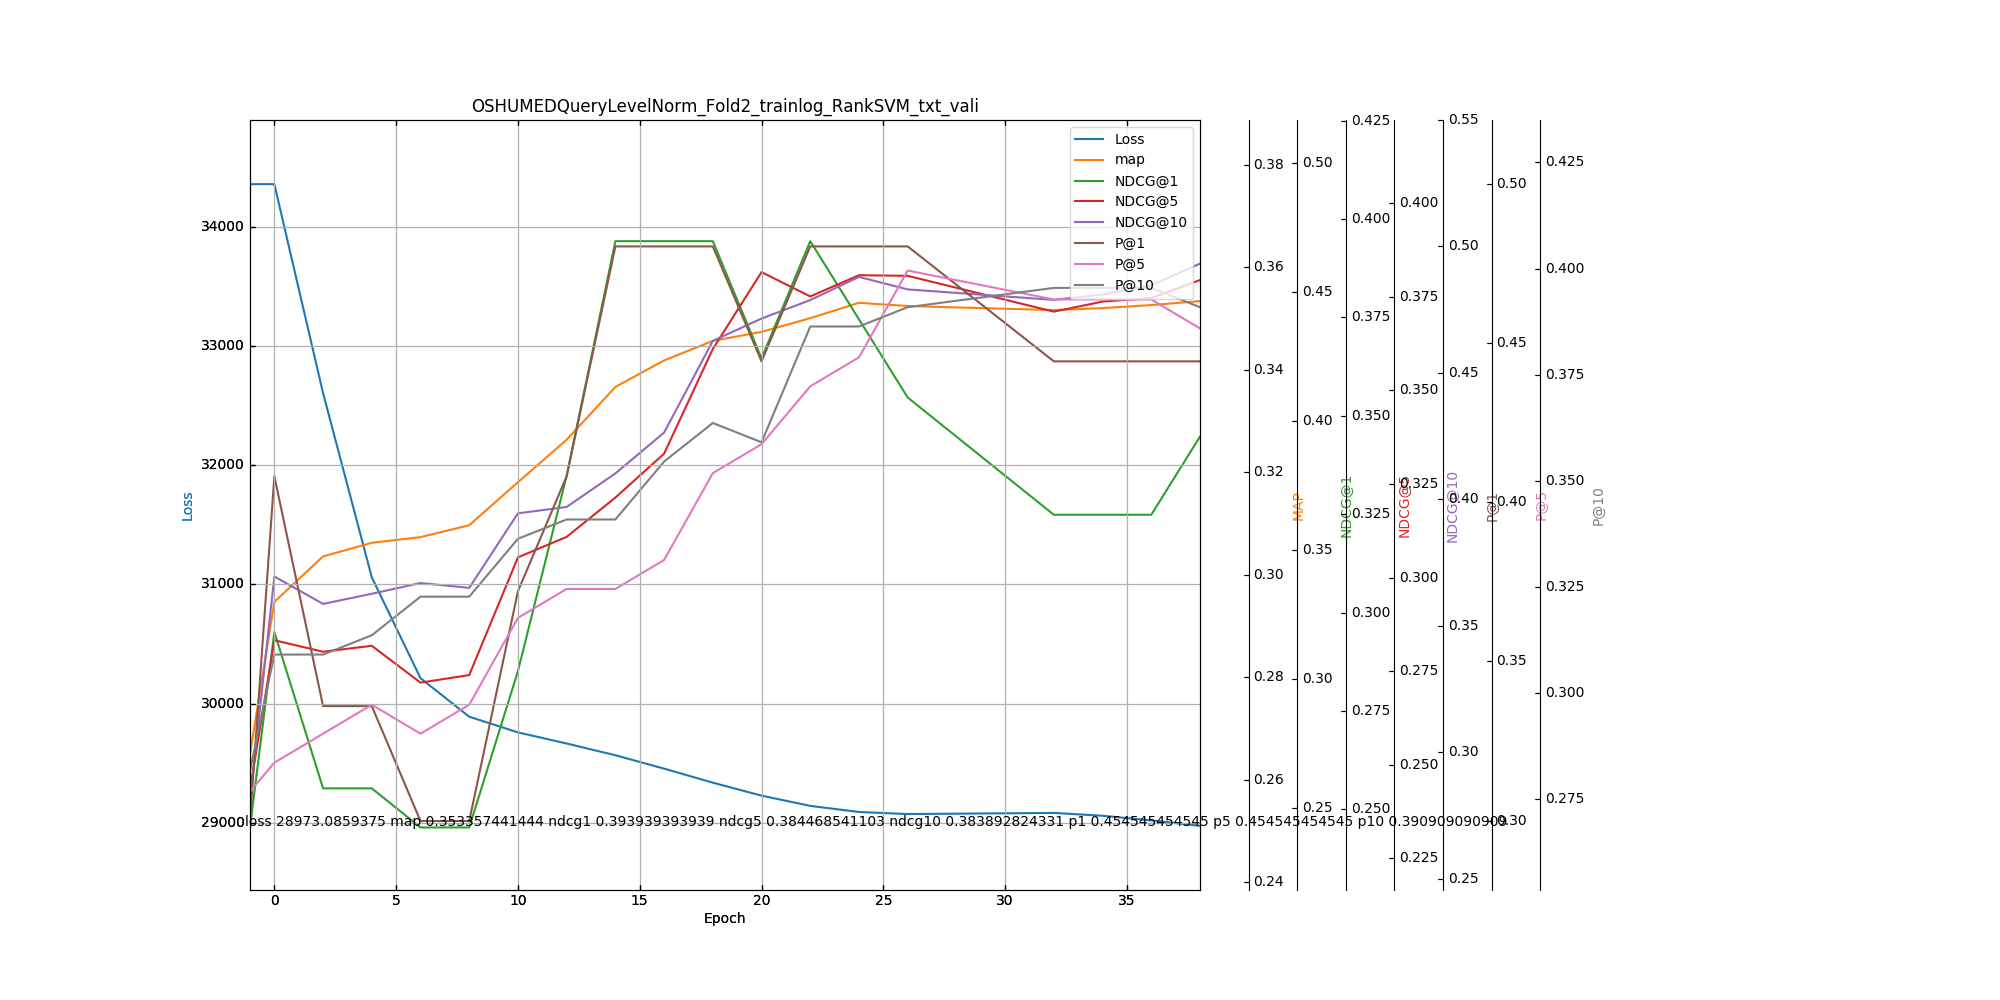 OSHUMEDQueryLevelNorm_Fold2_trainlog_RankSVM_txt_vali
Loss
map
NDCG@1
NDCG@5
NDCG@10
P@1
P@5
P@10
34000
33000
32000
31000
30000
29000
Loss
loss 28973.0859375 map 0.353357441444 ndcg1 0.393939393939 ndcg5 0.384468541103 ndcg10 0.383892824331 p1 0.454545454545 p5 0.454545454545 p10 0.390909090909
0 5 10 15 20 25 30 35
Epoch
0.38
0.36
0.34
0.32
0.30
0.28
0.26
0.24
MAP
0.50
0.45
0.40
0.35
0.30
0.25
NDCG@1
0.425
0.400
0.375
0.350
0.325
0.300
0.275
0.250
NDCG@5
0.400
0.375
0.350
0.325
0.300
0.275
0.250
0.225
NDCG@10
0.55
0.50
0.45
0.40
0.35
0.30
0.25
P@1
0.50
0.45
0.40
0.35
0.30
P@5
0.425
0.400
0.375
0.350
0.325
0.300
0.275
P@10